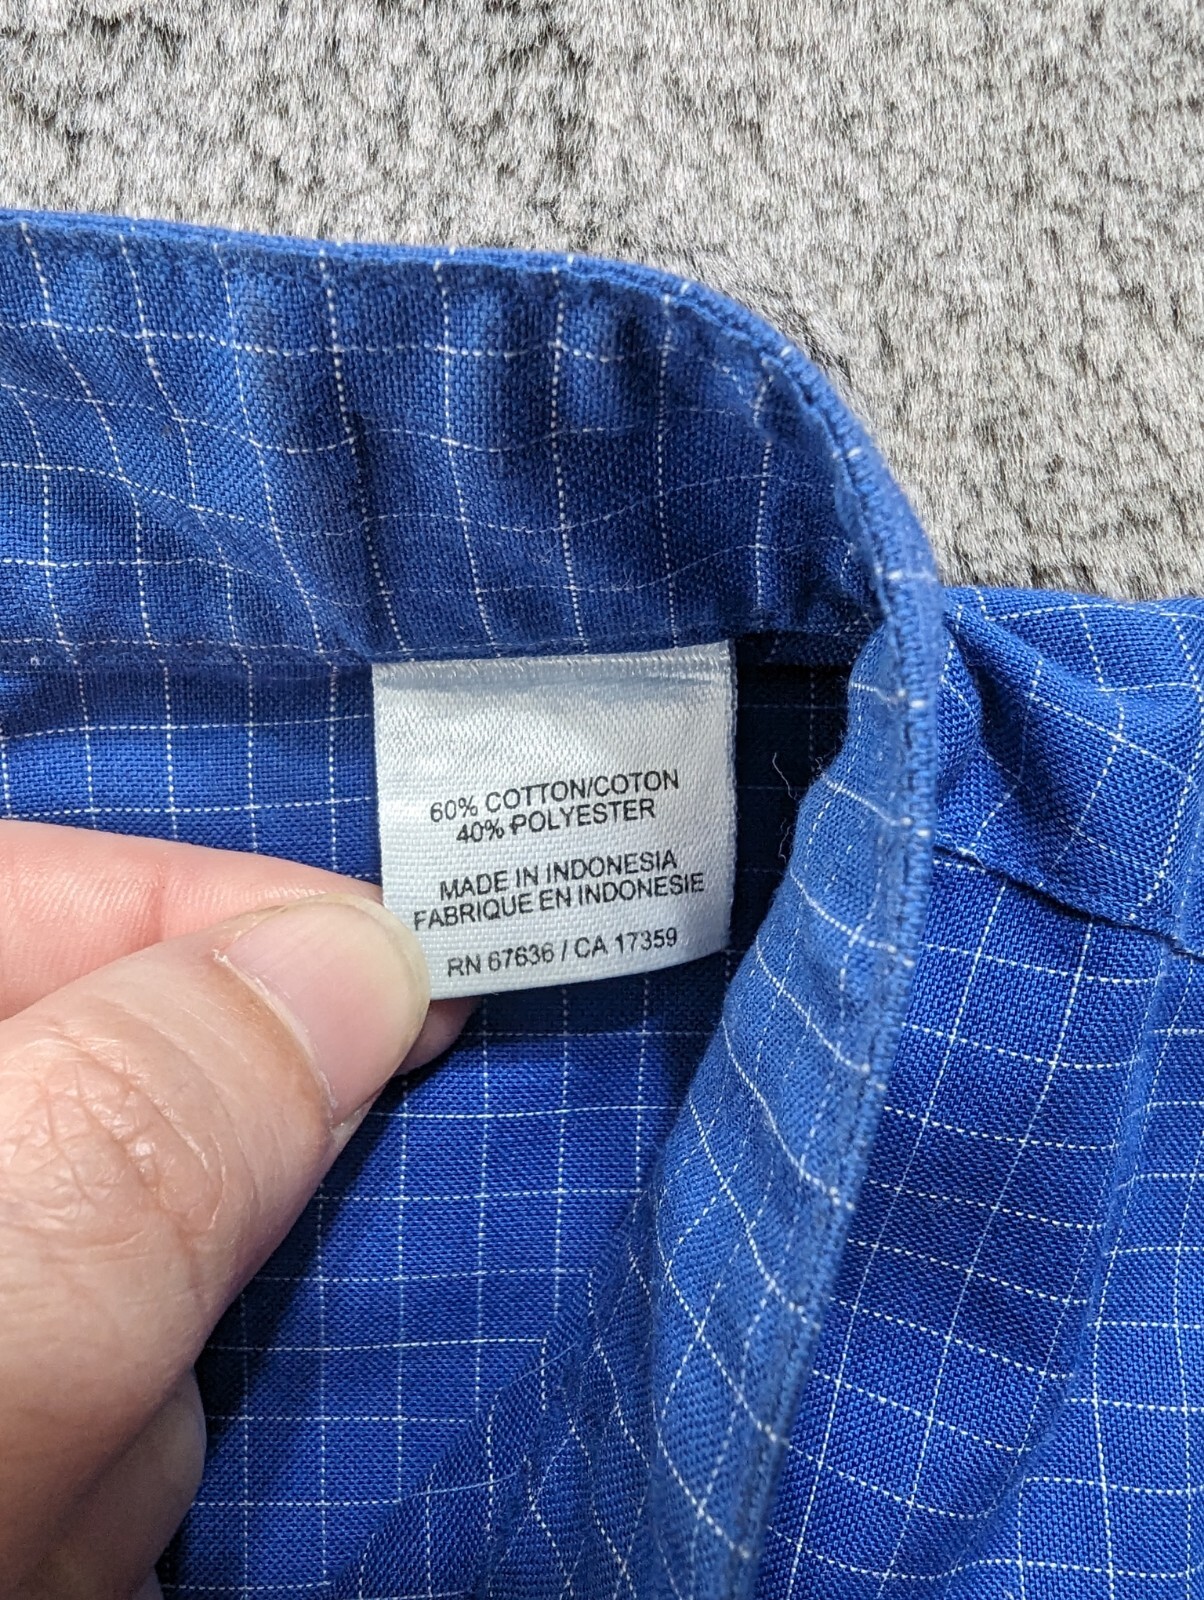 60% COTTON/COTON
40% POLYESTER
MADE IN INDONESIA
FABRIQUE EN INDONESIE
RN 67636 / CA 17359